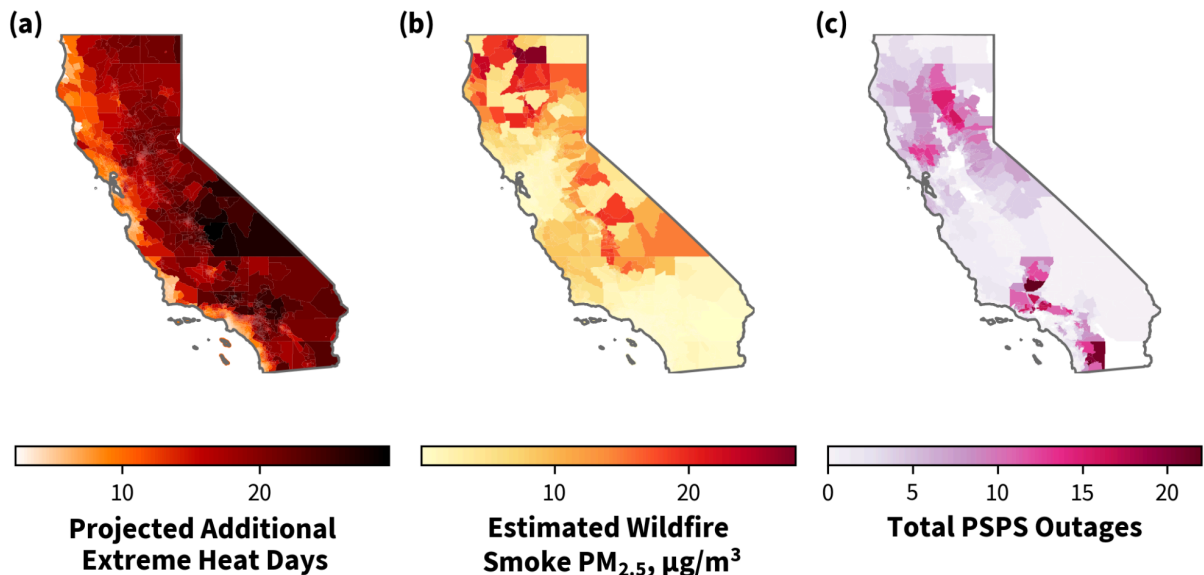 (a)
(b)
(c)
10 20
10 20
0 5 10 15 20
Projected Additional
Extreme Heat Days
Estimated Wildfire
Smoke PM₂.₅, μg/m³
Total PSPS Outages